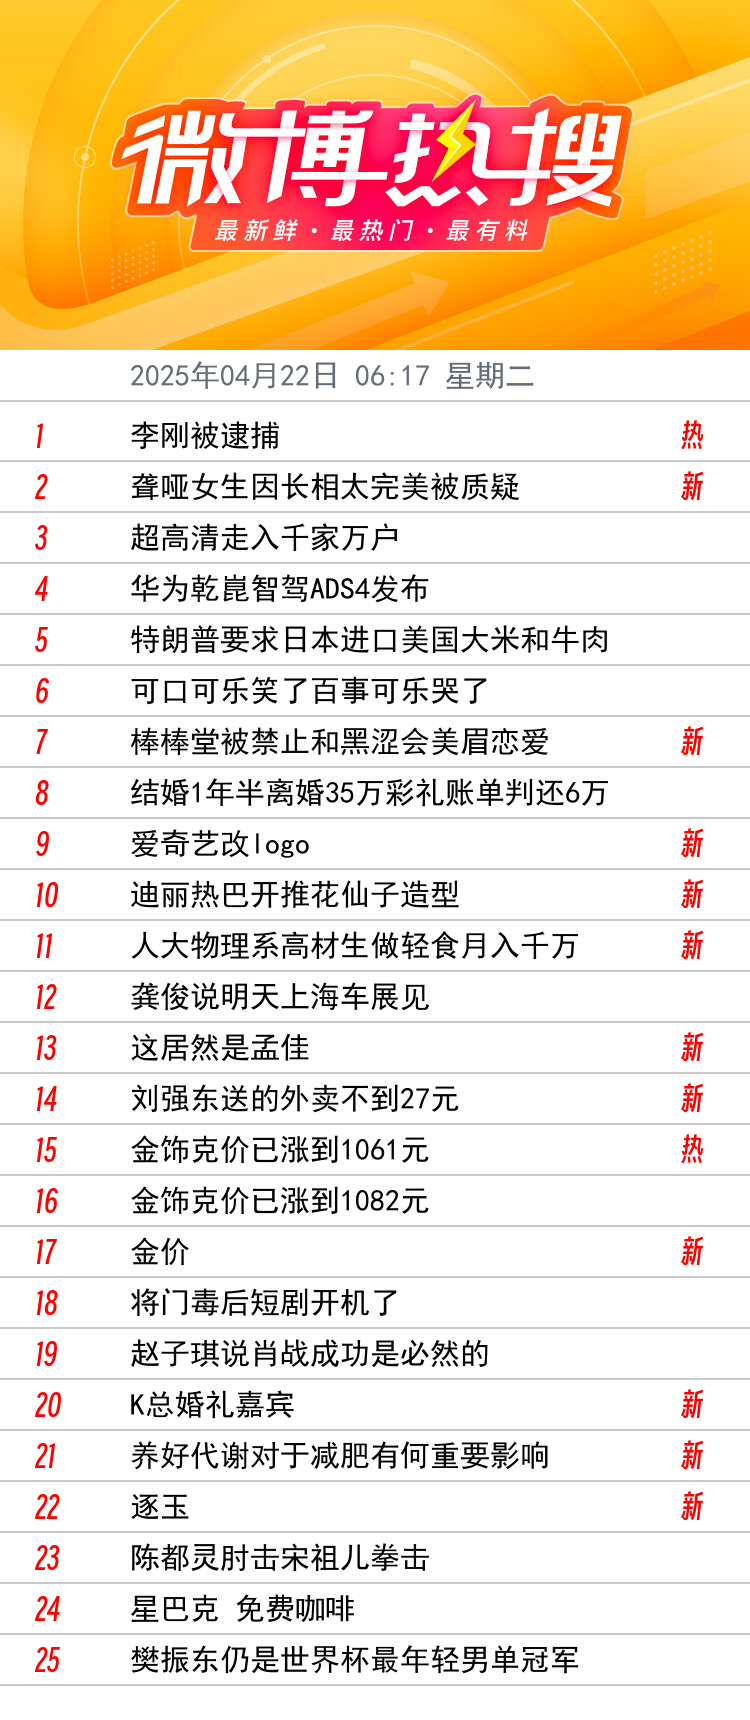 微博热搜
最新鲜·最热门·最有料
2025年04月22日 06:17 星期二
1 李刚被逮捕 热
2 聋哑女生因长相太完美被质疑 新
3 超高清走入千家万户
4 华为乾崑智驾ADS4发布
5 特朗普要求日本进口美国大米和牛肉
6 可口可乐笑了百事可乐哭了
7 棒棒堂被禁止和黑涩会美眉恋爱 新
8 结婚1年半离婚35万彩礼账单判还6万
9 爱奇艺改logo 新
10 迪丽热巴开推花仙子造型 新
11 人大物理系高材生做轻食月入千万 新
12 龚俊说明天上海车展见
13 这居然是孟佳 新
14 刘强东送的外卖不到27元 新
15 金饰克价已涨到1061元 热
16 金饰克价已涨到1082元
17 金价 新
18 将门毒后短剧开机了
19 赵子琪说肖战成功是必然的
20 K总婚礼嘉宾 新
21 养好代谢对于减肥有何重要影响 新
22 逐玉 新
23 陈都灵肘击宋祖儿拳击
24 星巴克 免费咖啡
25 樊振东仍是世界杯最年轻男单冠军